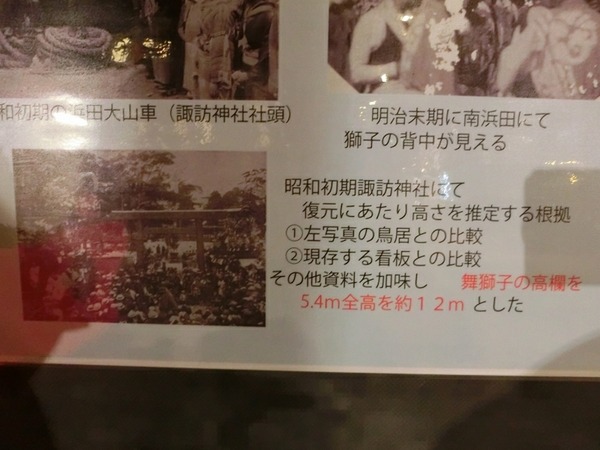 和初期の浜田大山車（諏訪神社社頭）
明治末期に南浜田にて
獅子の背中が見える
昭和初期諏訪神社にて
復元にあたり高さを推定する根拠
①左写真の鳥居との比較
②現存する看板との比較
その他資料を加味し　舞獅子の高欄を
5.4ｍ全高を約１２ｍとした